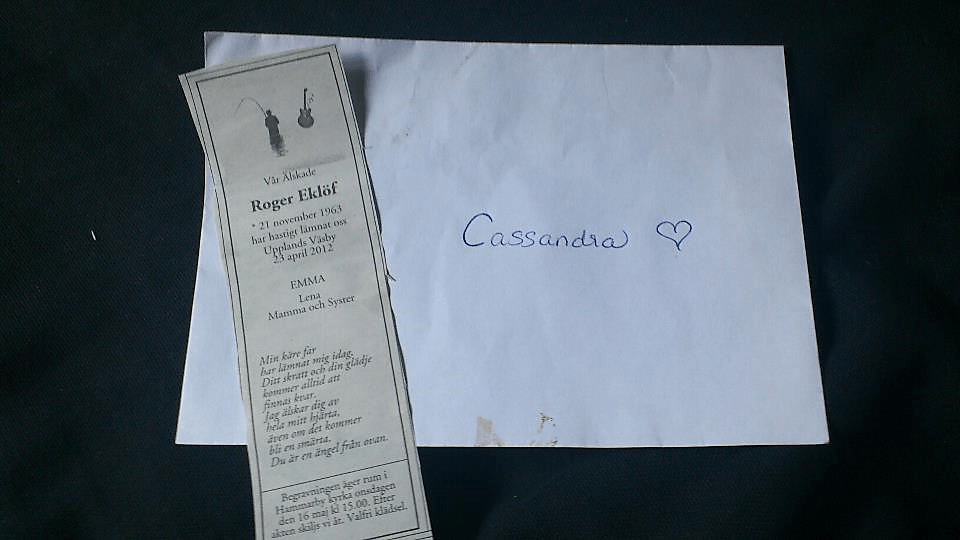 Vår Älskade
Roger Eklöf
* 21 november 1963
har hastigt lämnat oss
Upplands Väsby
23 april 2012
EMMA
Lena
Mamma och Syster
Min käre far
har lämnat mig idag.
Ditt skratt och din glädje
kommer alltid att
finnas kvar.
Jag älskar dig av
hela mitt hjärta,
även om det kommer
bli en smärta.
Du är en ängel från ovan.
Begravningen äger rum i
Hammarby kyrka onsdagen
den 16 maj kl 15.00. Efter
akten skiljs vi åt. Valfri klädsel.
Cassandra ♡